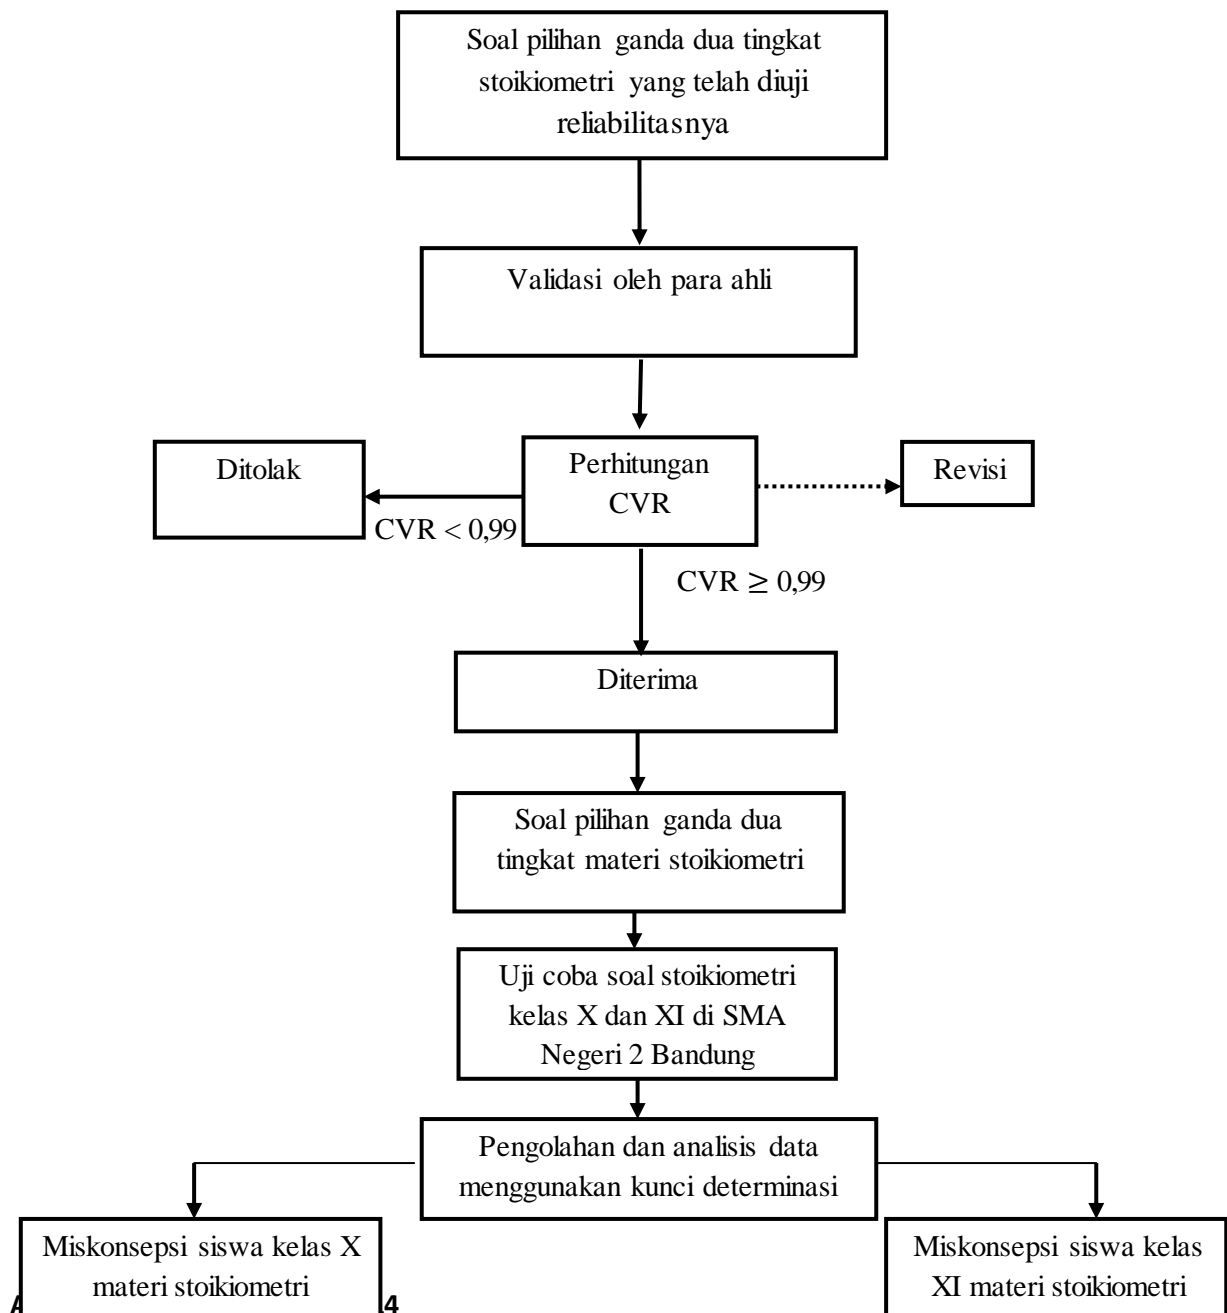 Soal pilihan ganda dua tingkat
stoikiometri yang telah diuji
reliabilitasnya
Validasi oleh para ahli
Ditolak
Perhitungan
CVR
Revisi
CVR < 0,99
CVR ≥ 0,99
Diterima
Soal pilihan ganda dua
tingkat materi stoikiometri
Uji coba soal stoikiometri
kelas X dan XI di SMA
Negeri 2 Bandung
Pengolahan dan analisis data
menggunakan kunci determinasi
Miskonsepsi siswa kelas X
materi stoikiometri
Miskonsepsi siswa kelas
XI materi stoikiometri